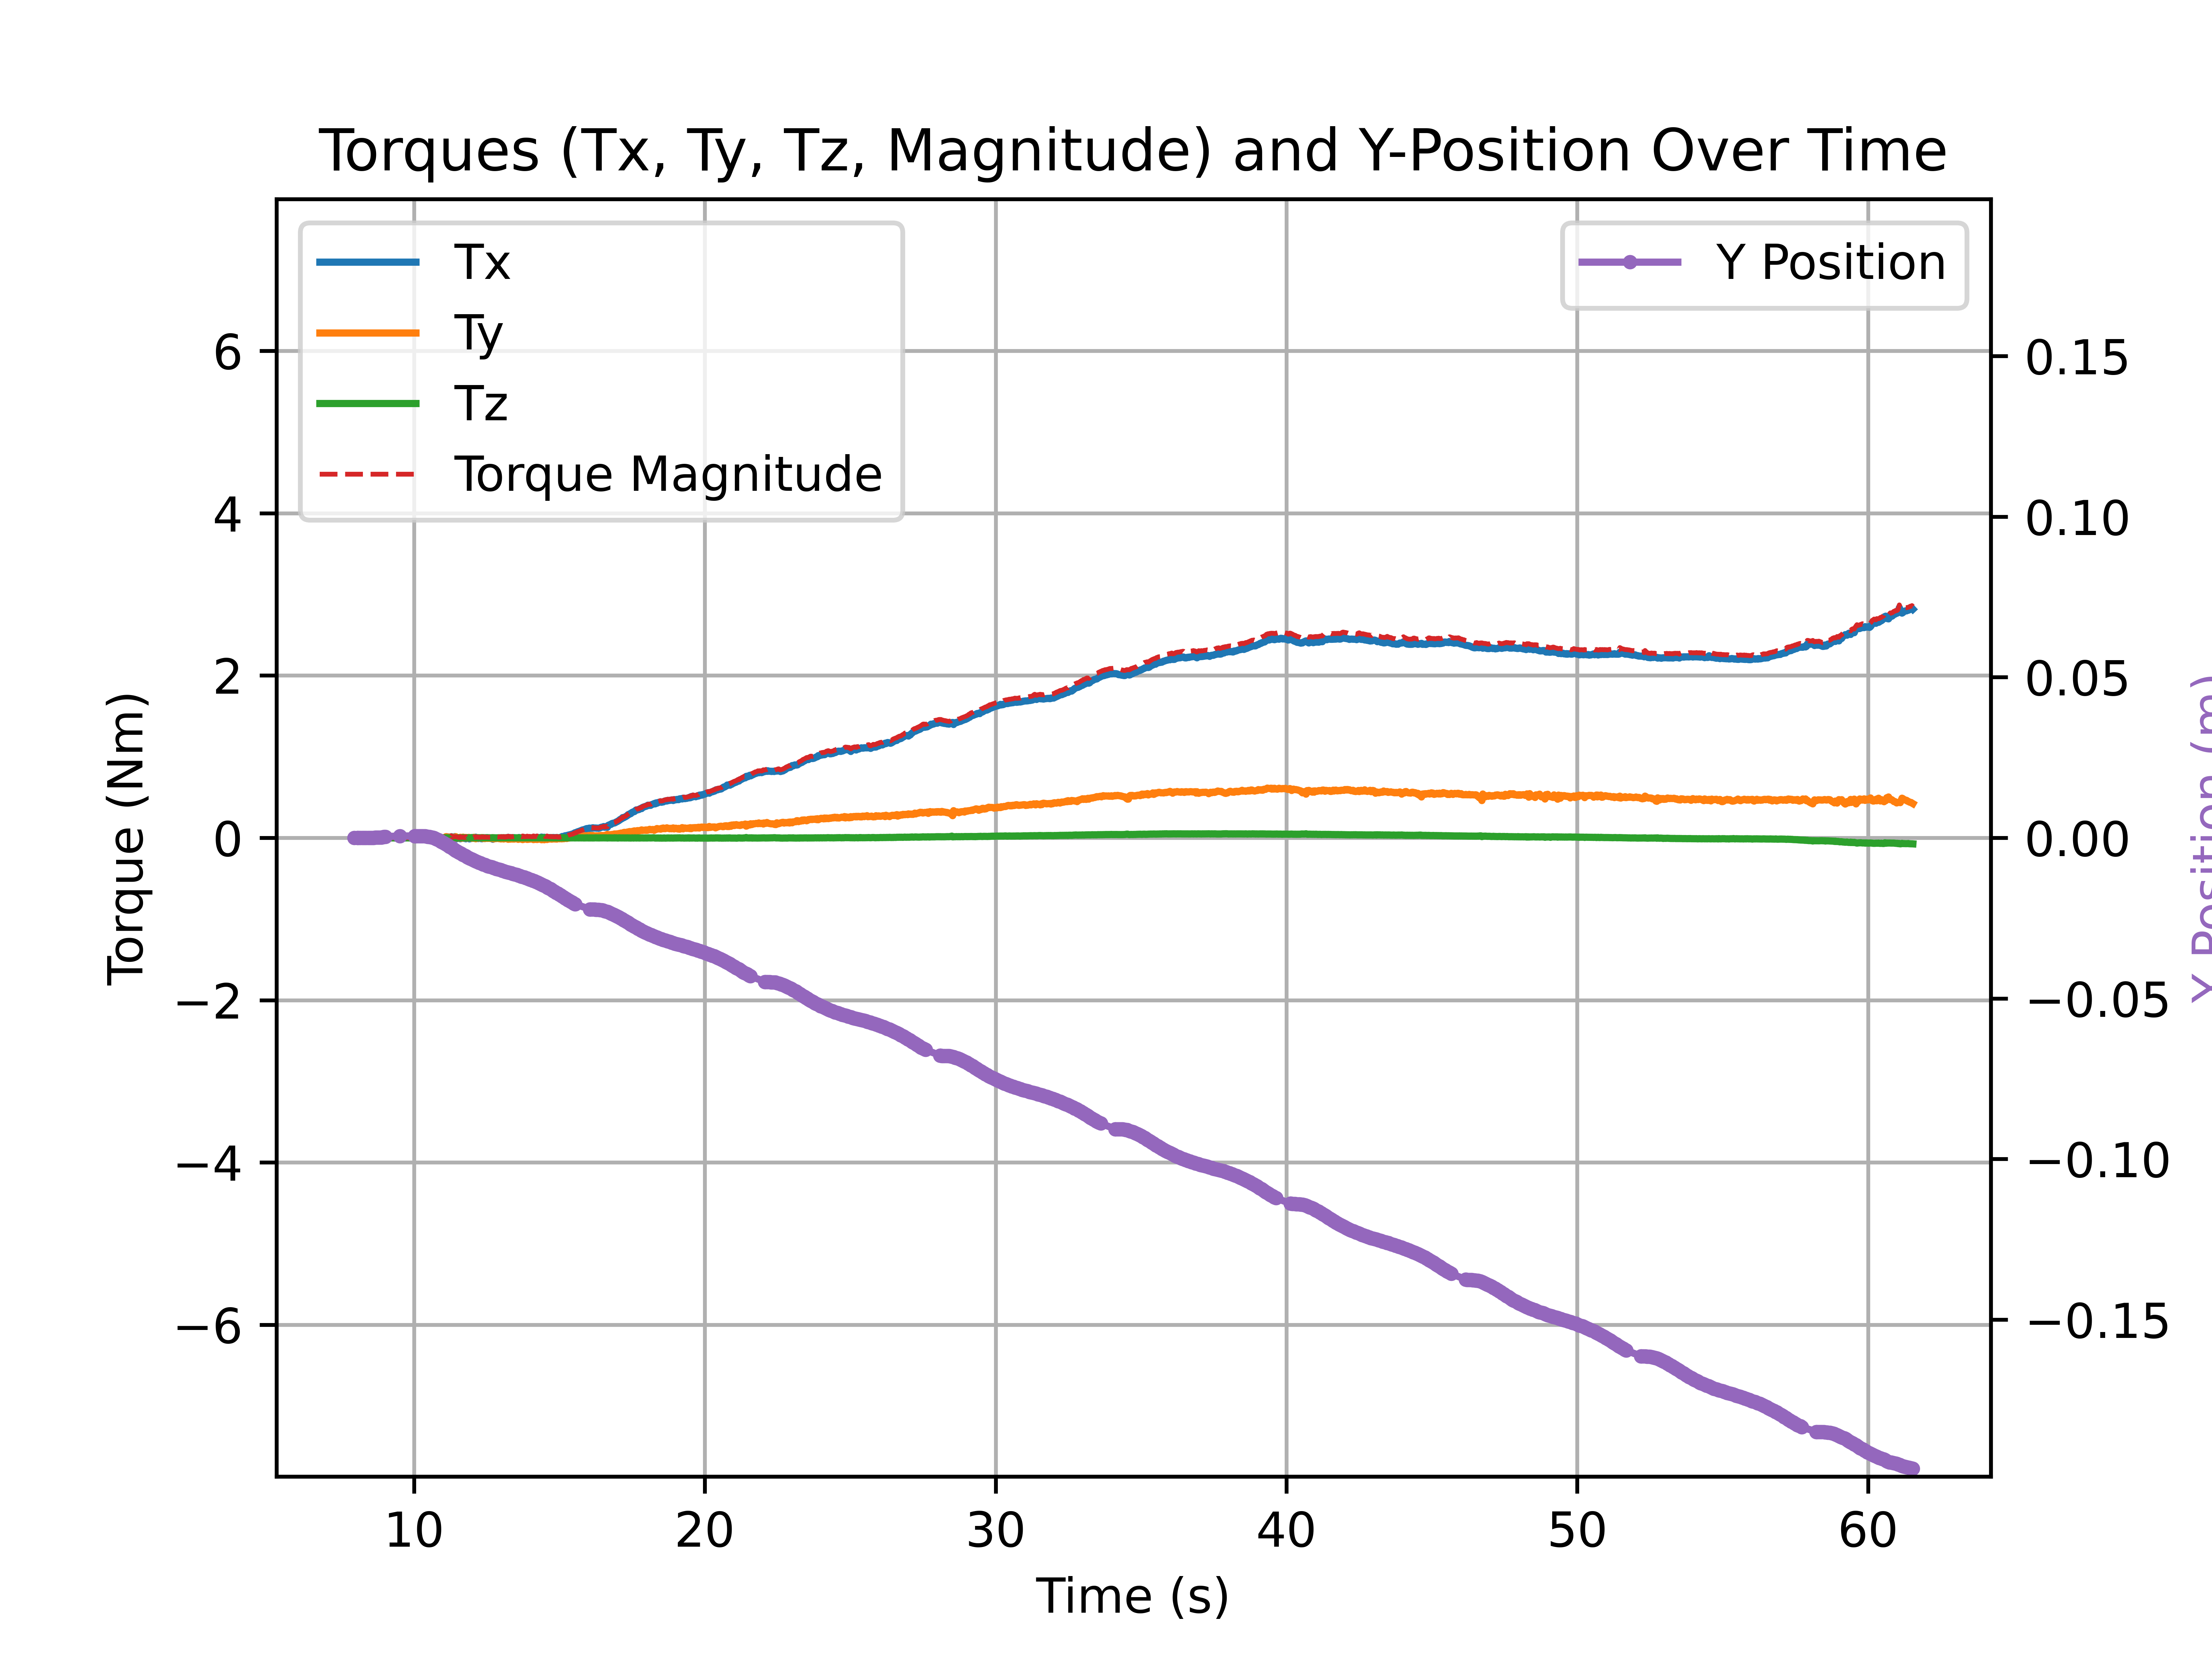 Torques (Tx, Ty, Tz, Magnitude) and Y-Position Over Time
Tx
Ty
Tz
Torque Magnitude
Y Position
6
4
2
0
−2
−4
−6
Torque (Nm)
0.15
0.10
0.05
0.00
−0.05
−0.10
−0.15
Y Position (m)
10
20
30
40
50
60
Time (s)